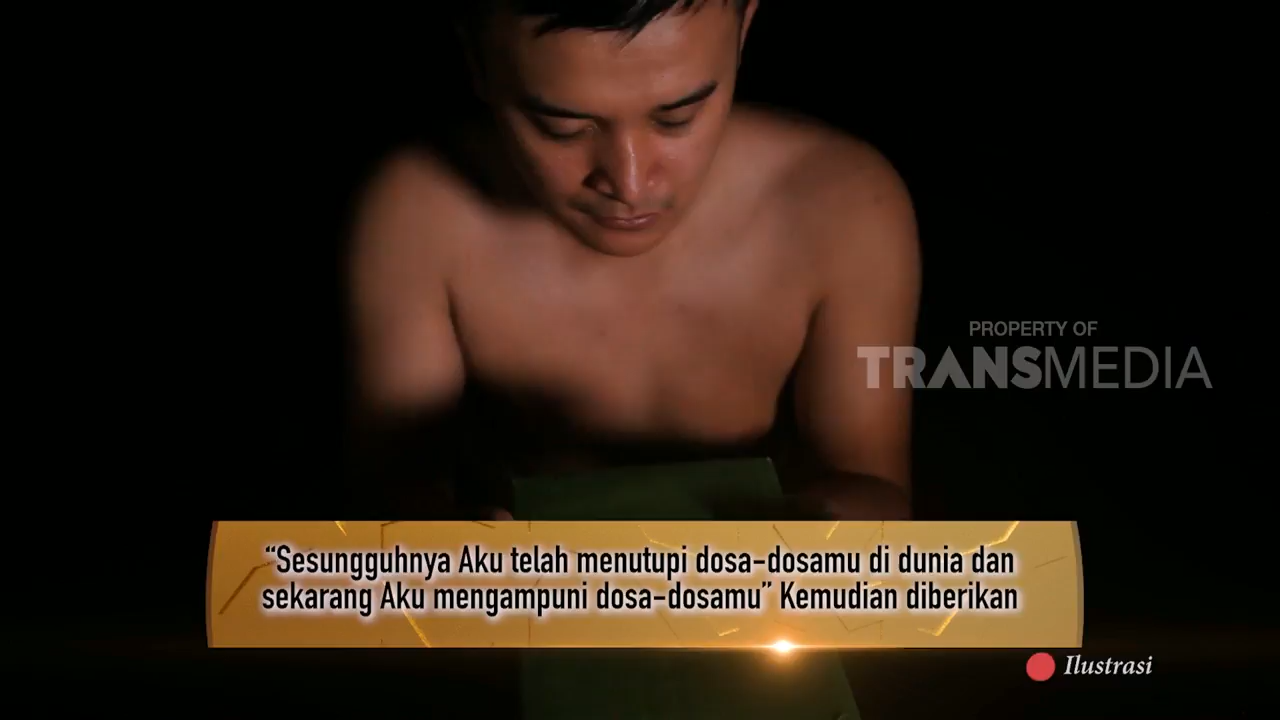 PROPERTY OF
TRANSMEDIA
“Sesungguhnya Aku telah menutupi dosa-dosamu di dunia dan
sekarang Aku mengampuni dosa-dosamu” Kemudian diberikan
Ilustrasi